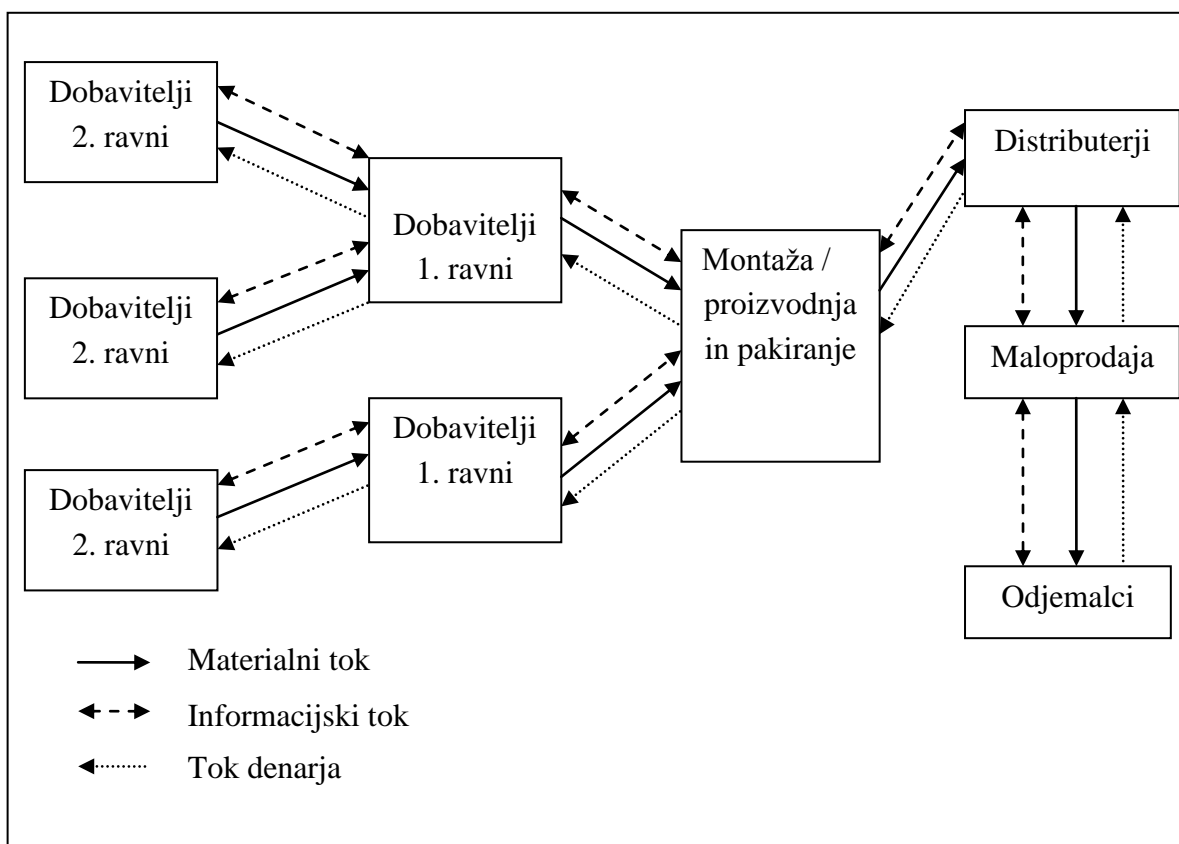 Dobavitelji
2. ravni
Dobavitelji
2. ravni
Dobavitelji
2. ravni
Dobavitelji
1. ravni
Dobavitelji
1. ravni
Montaža /
proizvodnja
in pakiranje
Distributerji
Maloprodaja
Odjemalci
Materialni tok
Informacijski tok
Tok denarja